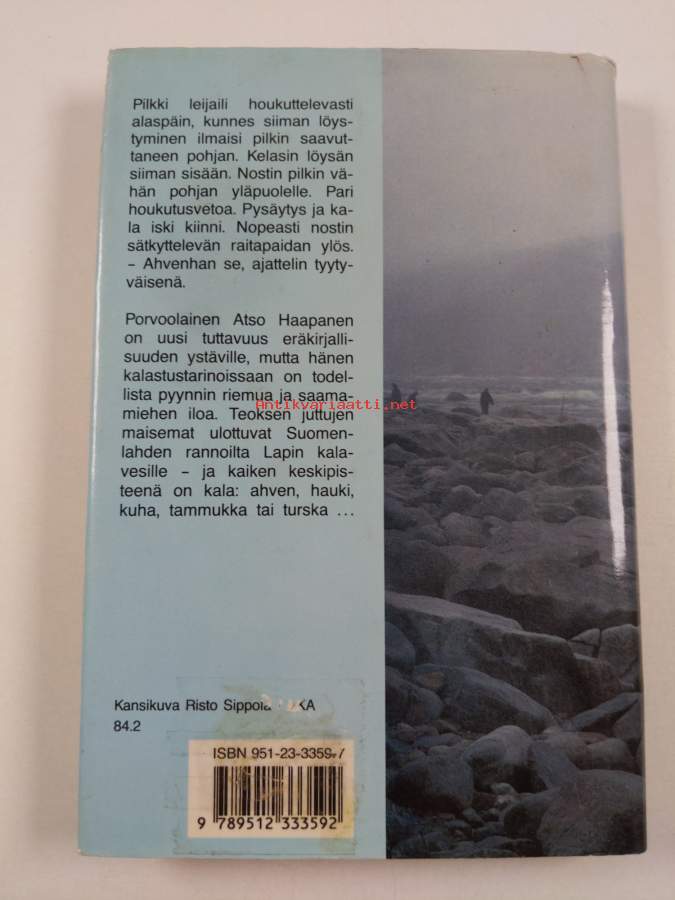 Pilkki leijaili houkuttelevasti
alaspäin, kunnes siiman löys-
tyminen ilmaisi pilkin saavut-
taneen pohjan. Kelasin löysän
siiman sisään. Nostin pilkin vä-
hän pohjan yläpuolelle. Pari
houkutusvetoa. Pysäytys ja ka-
la iski kiinni. Nopeasti nostin
sätkyttelevän raitapaidan ylös.
– Ahvenhan se, ajattelin tyyty-
väisenä.
Porvoolainen Atso Haapanen
on uusi tuttavuus eräkirjalli-
suuden ystäville, mutta hänen
kalastustarinoissaan on todel-
lista pyynnin riemua ja saama-
miehen iloa. Teoksen juttujen
Antikvariaatti.net
maisemat ulottuvat Suomen-
lahden rannoilta Lapin kala-
vesille – ja kaiken keskipis-
teenä on kala: ahven, hauki,
kuha, tammukka tai turska ...
Kansikuva Risto Sippola
84.2
ISBN 951-23-3359-7
9 789512 333592